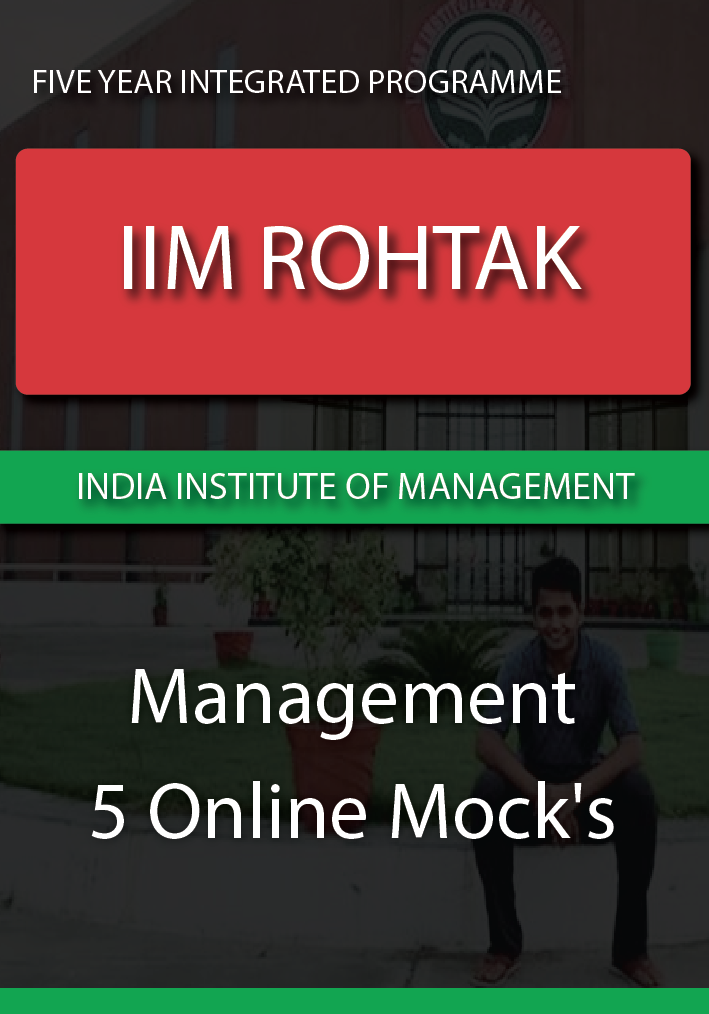 FIVE YEAR INTEGRATED PROGRAMME
IIM ROHTAK
INDIA INSTITUTE OF MANAGEMENT
Management
5 Online Mock's